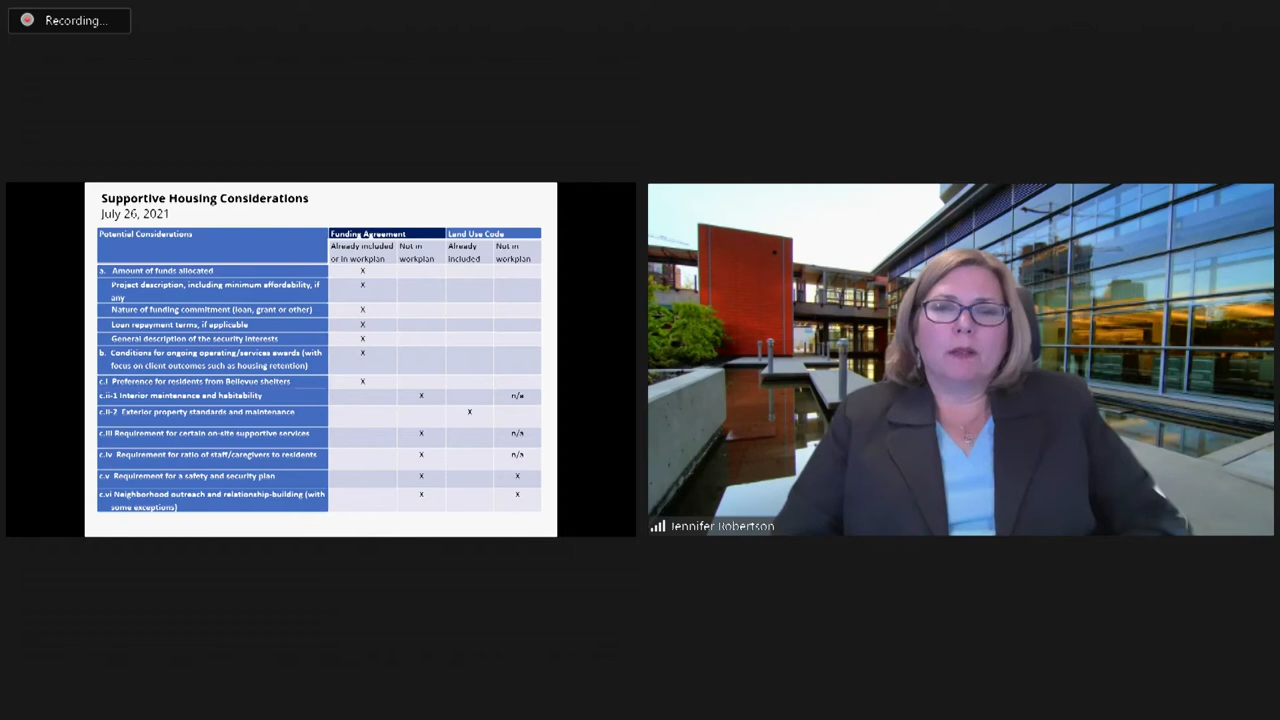 Recording...
Supportive Housing Considerations
July 26, 2021
Potential Considerations
Funding Agreement
Land Use Code
Already included or in workplan
Not in workplan
Already included
Not in workplan
a. Amount of funds allocated X
Project description, including minimum affordability, if any X
Nature of funding commitment (loan, grant or other) X
Loan repayment terms, if applicable X
General description of the security interests X
b. Conditions for ongoing operating/services awards (with focus on client outcomes such as housing retention) X
c.i Preference for residents from Bellevue shelters X
c.ii-1 Interior maintenance and habitability X n/a
c.ii-2 Exterior property standards and maintenance X
c.iii Requirement for certain on-site supportive services X n/a
c.iv Requirement for ratio of staff/caregivers to residents X n/a
c.v Requirement for a safety and security plan X X
c.vi Neighborhood outreach and relationship-building (with some exceptions) X X
Jennifer Robertson